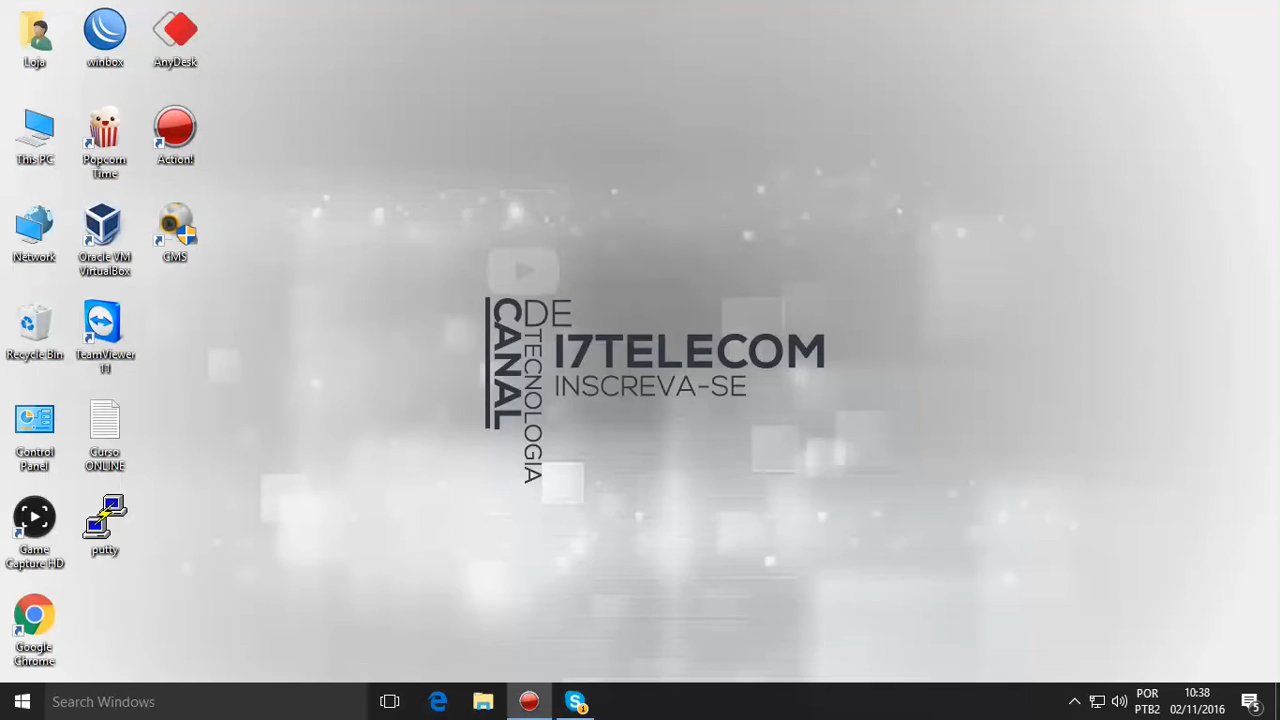 Loja
winbox
AnyDesk
This PC
Popcorn
Time
Action!
Network
Oracle VM
VirtualBox
CMS
Recycle Bin
TeamViewer
11
Control
Panel
Curso
ONLINE
Game
Capture HD
putty
Google
Chrome
CANAL
DE
TECNOLOGIA
I7TELECOM
INSCREVA-SE
Search Windows
1
POR
PTB2
10:38
02/11/2016
5